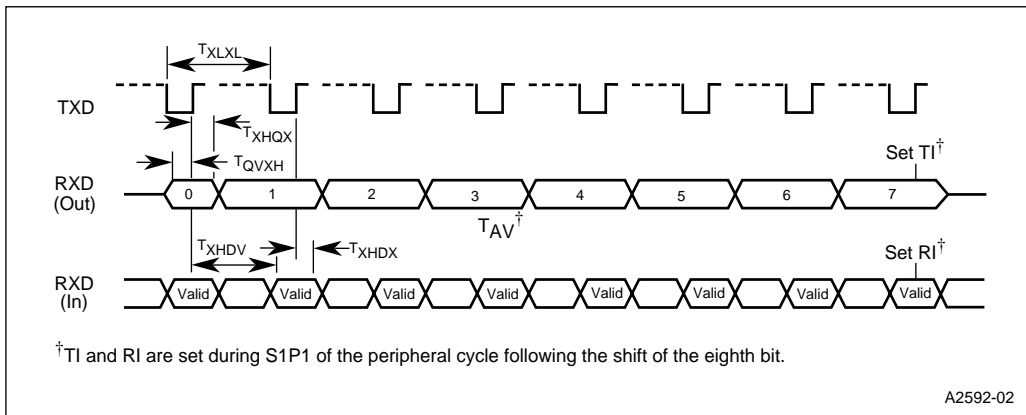 TXLXL
TXD
TXHQX
TQVXH
Set TI†
RXD
(Out)
0 1 2 3 4 5 6 7
TAV†
TXHDV
TXHDX
Set RI†
RXD
(In)
Valid Valid Valid Valid Valid Valid Valid Valid
†TI and RI are set during S1P1 of the peripheral cycle following the shift of the eighth bit.
A2592-02